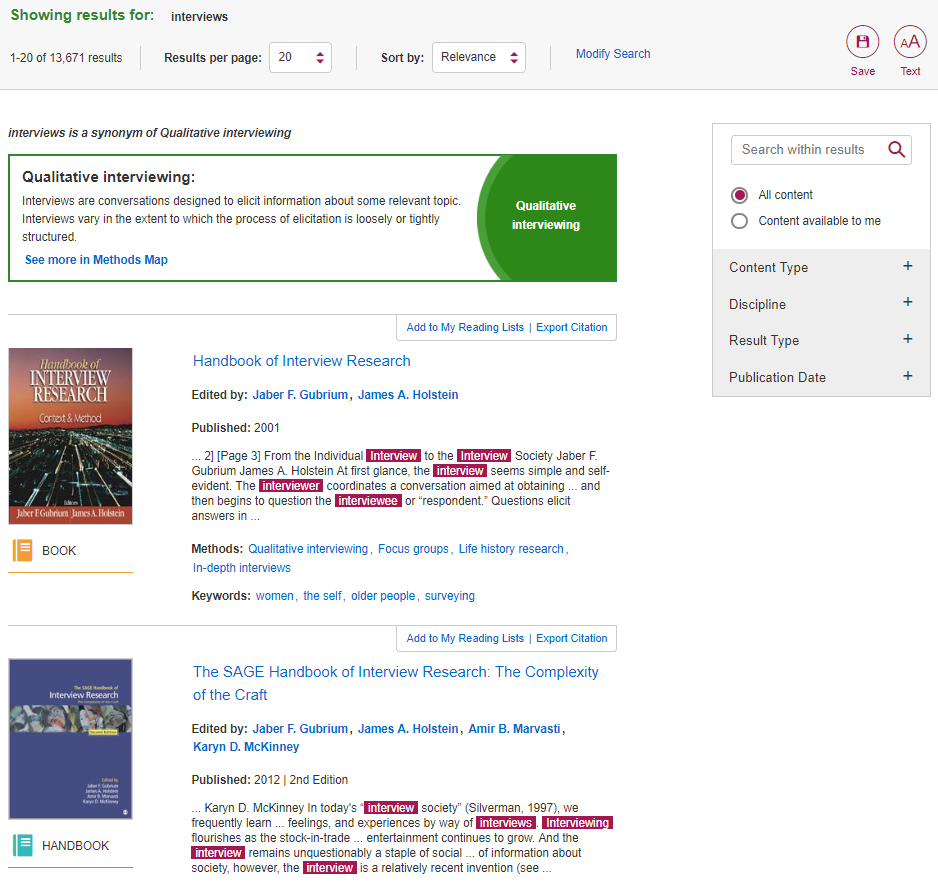 Showing results for: interviews
1-20 of 13,671 results
Results per page: 20
Sort by: Relevance
Modify Search
Save
AA
Text
interviews is a synonym of Qualitative interviewing
Qualitative interviewing:
Interviews are conversations designed to elicit information about some relevant topic.
Interviews vary in the extent to which the process of elicitation is loosely or tightly
structured.
See more in Methods Map
Qualitative
interviewing
Search within results
All content
Content available to me
Content Type +
Discipline +
Result Type +
Publication Date +
Add to My Reading Lists | Export Citation
Handbook of
INTERVIEW
RESEARCH
Context & Method
Editors
Jaber F. Gubrium James A. Holstein
BOOK
Handbook of Interview Research
Edited by: Jaber F. Gubrium, James A. Holstein
Published: 2001
... 2] [Page 3] From the Individual Interview to the Interview Society Jaber F.
Gubrium James A. Holstein At first glance, the interview seems simple and self-
evident. The interviewer coordinates a conversation aimed at obtaining ... and
then begins to question the interviewee or “respondent.” Questions elicit
answers in ...
Methods: Qualitative interviewing, Focus groups, Life history research,
In-depth interviews
Keywords: women, the self, older people, surveying
Add to My Reading Lists | Export Citation
The SAGE Handbook of
Interview Research
The Complexity of the Craft
Second Edition
Edited by
Jaber F. Gubrium
James A. Holstein
Amir B. Marvasti
Karyn D. McKinney
HANDBOOK
The SAGE Handbook of Interview Research: The Complexity
of the Craft
Edited by: Jaber F. Gubrium, James A. Holstein, Amir B. Marvasti,
Karyn D. McKinney
Published: 2012 | 2nd Edition
... Karyn D. McKinney In today's “interview society” (Silverman, 1997), we
frequently learn ... feelings, and experiences by way of interviews. Interviewing
flourishes as the stock-in-trade ... entertainment continues to grow. And the
interview remains unquestionably a staple of social ... of information about
society, however, the interview is a relatively recent invention (see ...